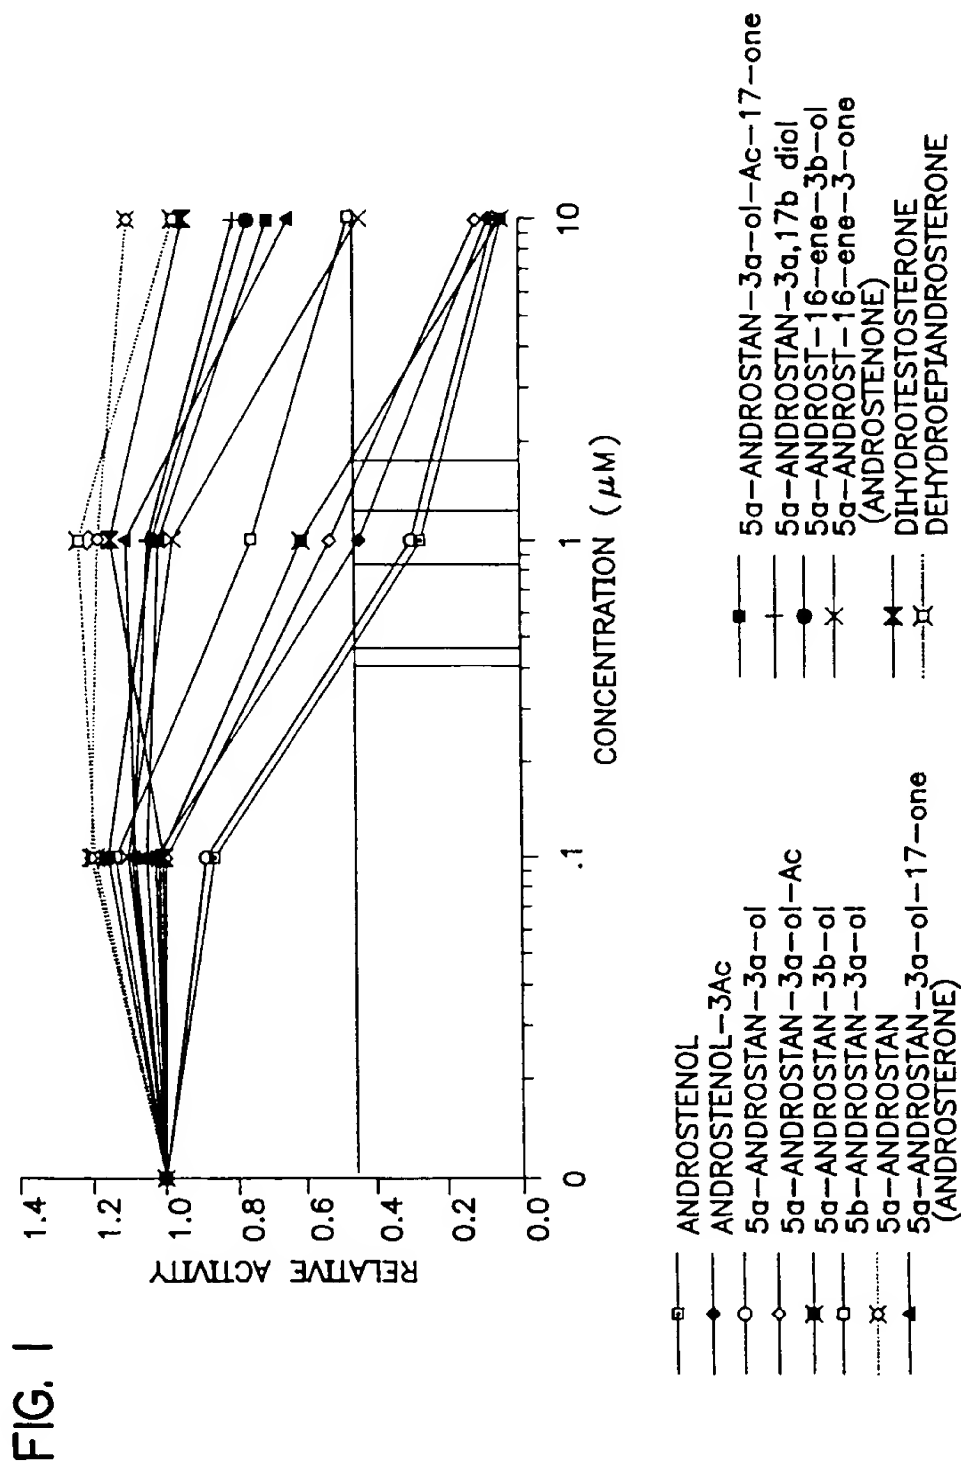 FIG. 1
RELATIVE ACTIVITY
1.4
1.2
1.0
0.8
0.6
0.4
0.2
0.0
0
.1
1
10
CONCENTRATION (μM)
ANDROSTENOL
ANDROSTENOL-3Ac
5a-ANDROSTAN-3a-ol
5a-ANDROSTAN-3a-ol-Ac
5a-ANDROSTAN-3b-ol
5b-ANDROSTAN-3a-ol
5a-ANDROSTAN
5a-ANDROSTAN-3a-ol-17-one
(ANDROSTERONE)
5a-ANDROSTAN-3a-ol-Ac-17-one
5a-ANDROSTAN-3a,17b diol
5a-ANDROST-16-ene-3b-ol
5a-ANDROST-16-ene-3-one
(ANDROSTENONE)
DIHYDROTESTOSTERONE
DEHYDROEPIANDROSTERONE